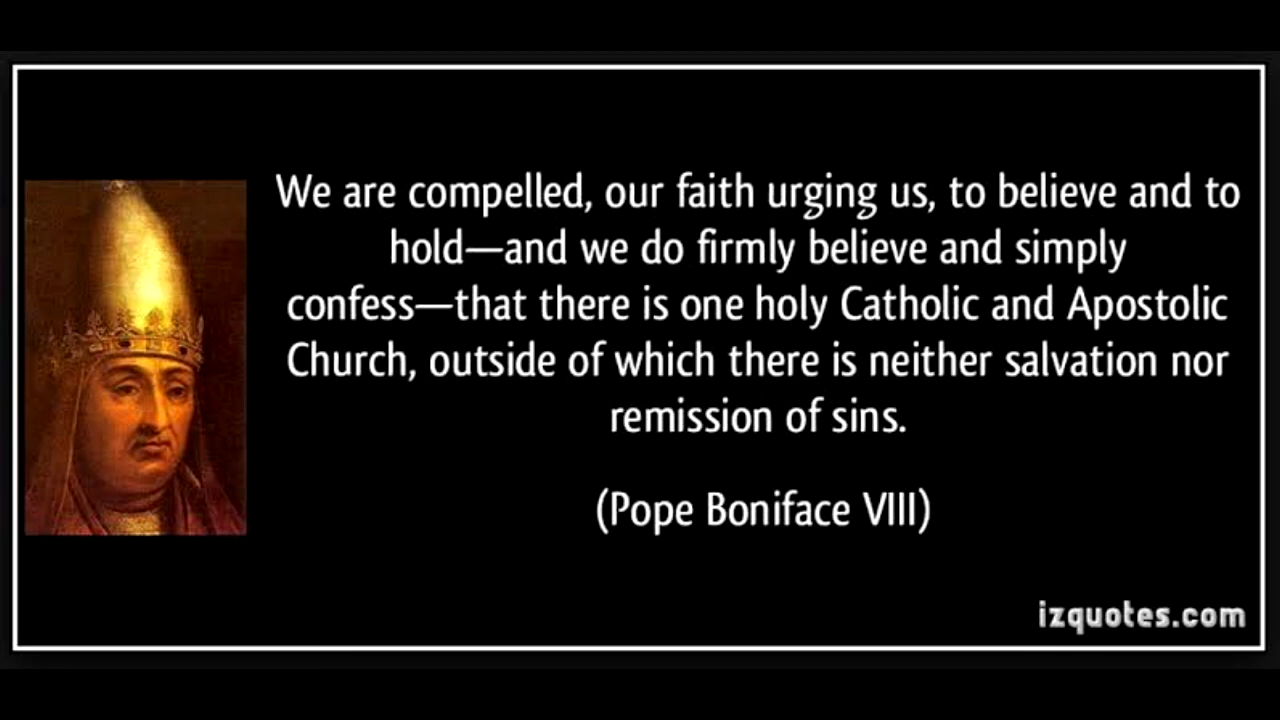 We are compelled, our faith urging us, to believe and to
hold—and we do firmly believe and simply
confess—that there is one holy Catholic and Apostolic
Church, outside of which there is neither salvation nor
remission of sins.
(Pope Boniface VIII)
izquotes.com